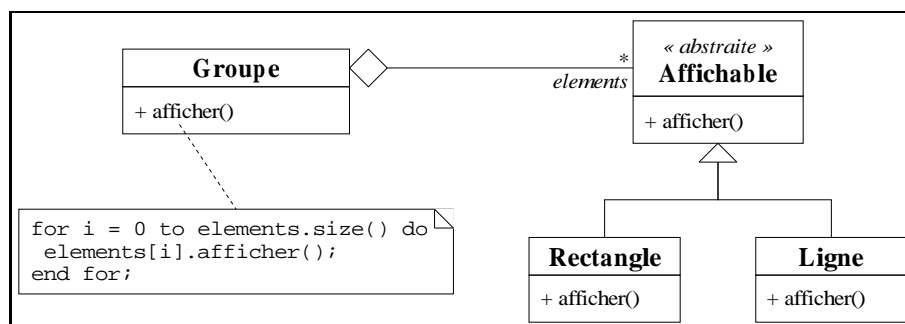 Groupe
+ afficher()
*
elements
« abstraite »
Affichable
+ afficher()
for i = 0 to elements.size() do
elements[i].afficher();
end for;
Rectangle
+ afficher()
Ligne
+ afficher()